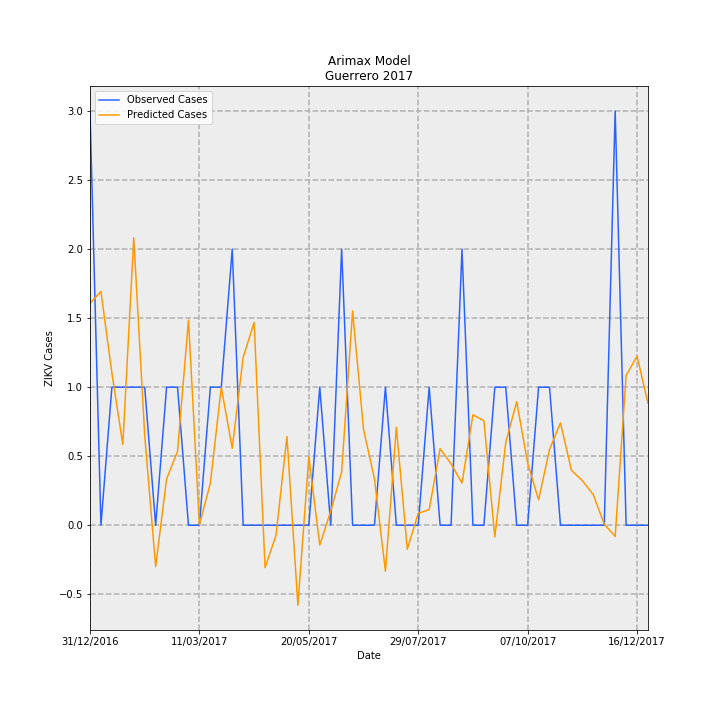 Arimax Model
Guerrero 2017
Observed Cases
Predicted Cases
3.0
2.5
2.0
1.5
1.0
0.5
0.0
−0.5
ZIKV Cases
31/12/2016 11/03/2017 20/05/2017 29/07/2017 07/10/2017 16/12/2017
Date